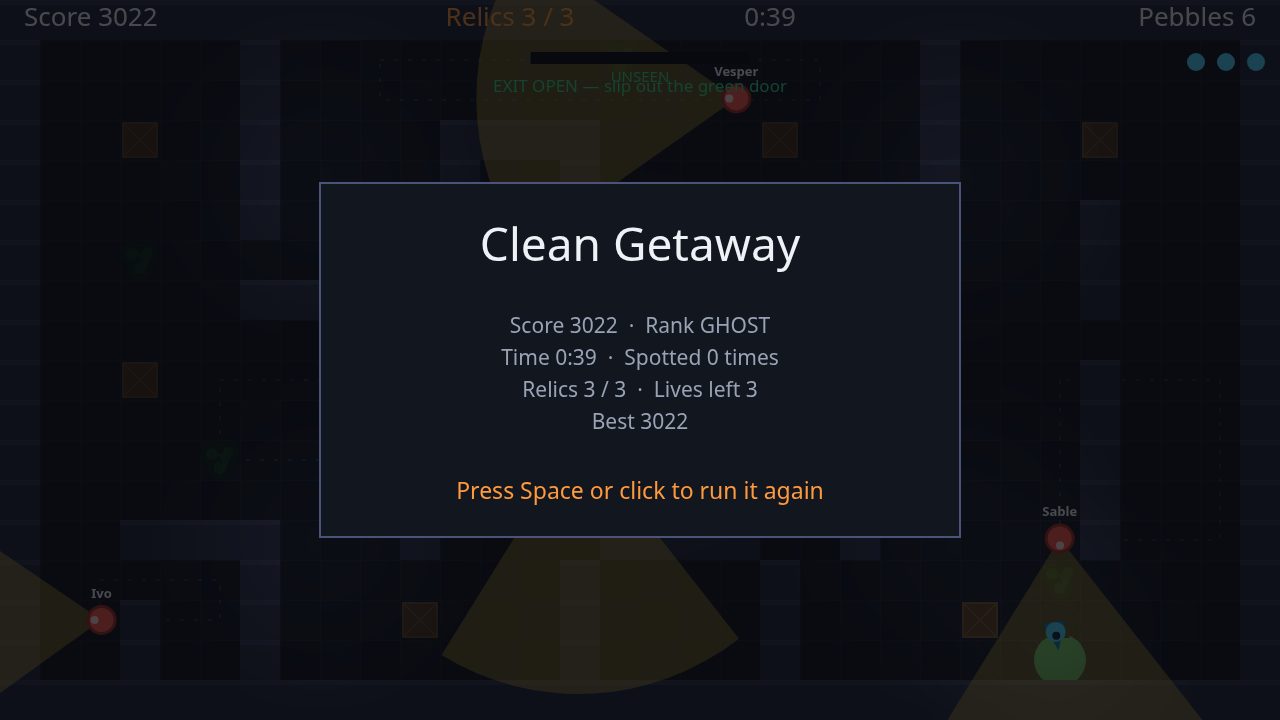 Score 3022
Relics 3 / 3
0:39
Pebbles 6
UNSEEN
EXIT OPEN — slip out the green door
Vesper
Clean Getaway
Score 3022 · Rank GHOST
Time 0:39 · Spotted 0 times
Relics 3 / 3 · Lives left 3
Best 3022
Press Space or click to run it again
Sable
Ivo